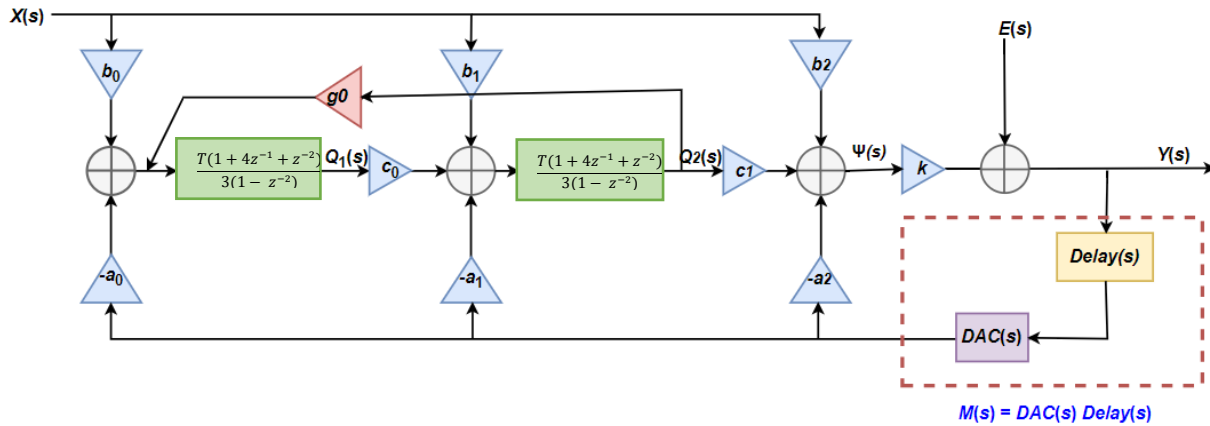 X(s)
E(s)
b₀
b₁
b2
g0
T(1 + 4z⁻¹ + z⁻²)
3(1 − z⁻²)
Q₁(s)
c₀
T(1 + 4z⁻¹ + z⁻²)
3(1 − z⁻²)
Q2(s)
c1
Ψ(s)
k
Y(s)
-a₀
-a₁
-a2
Delay(s)
DAC(s)
M(s) = DAC(s) Delay(s)